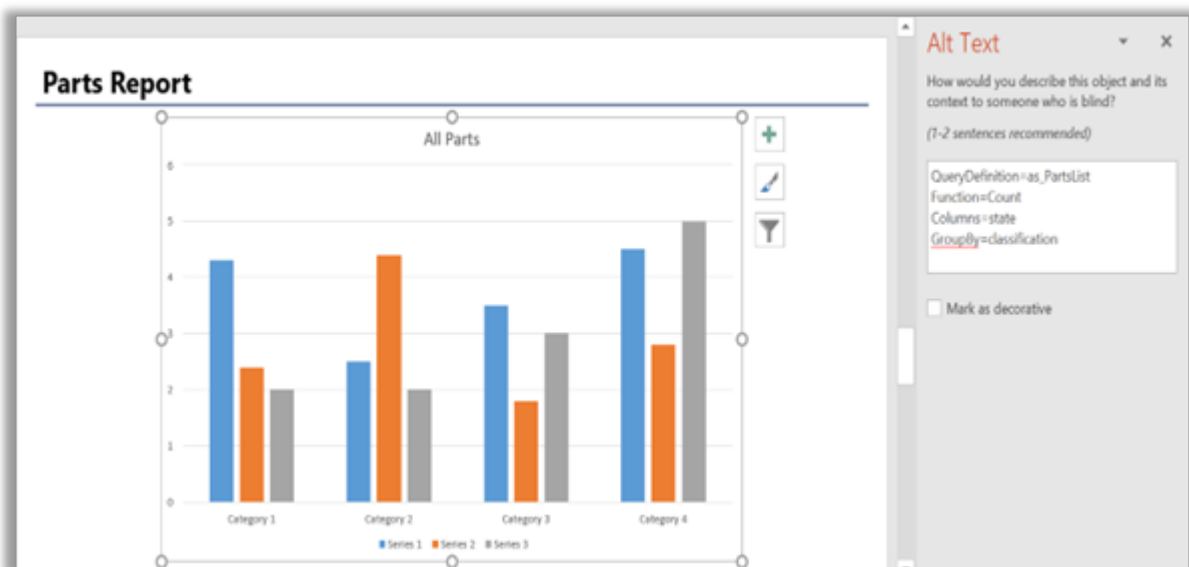 Parts Report
All Parts
6
5
4
3
2
1
0
Category 1 Category 2 Category 3 Category 4
Series 1 Series 2 Series 3
Alt Text
How would you describe this object and its
context to someone who is blind?
(1-2 sentences recommended)
QueryDefinition=as_PartsList
Function=Count
Columns=state
GroupBy=classification
Mark as decorative